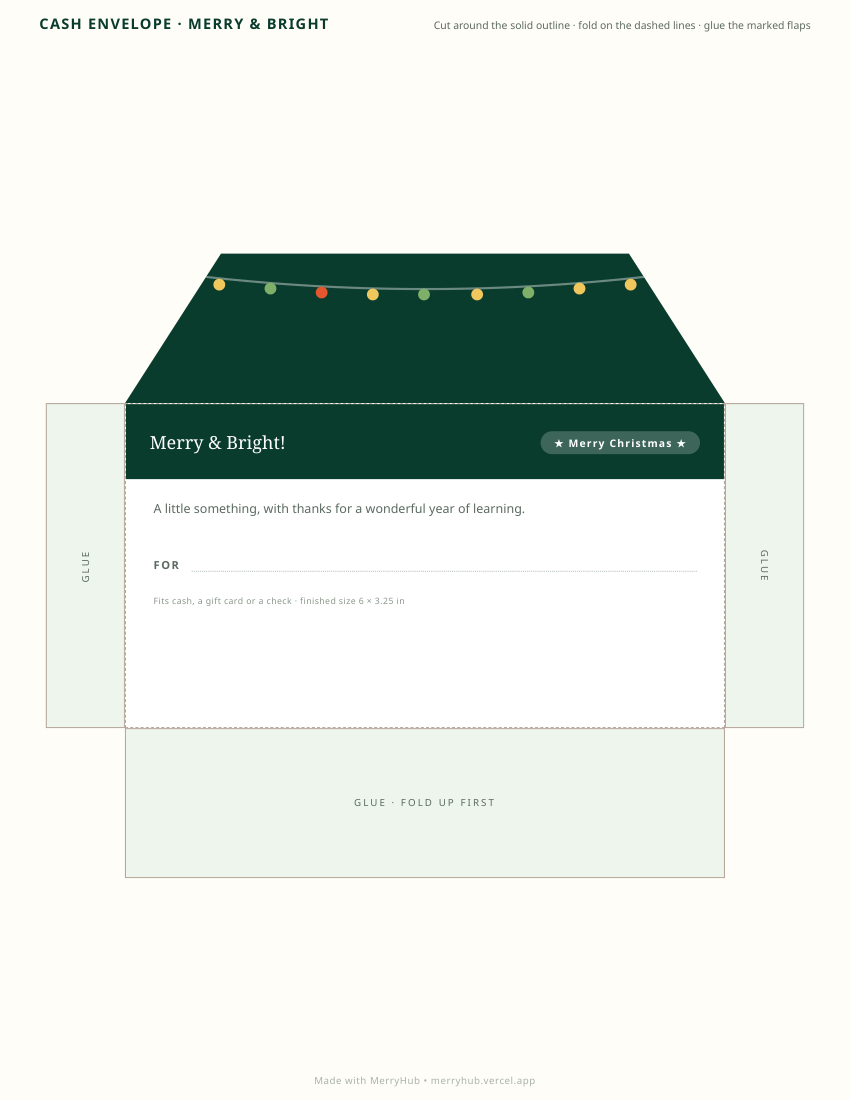 CASH ENVELOPE · MERRY & BRIGHT
Cut around the solid outline · fold on the dashed lines · glue the marked flaps
Merry & Bright!
★ Merry Christmas ★
A little something, with thanks for a wonderful year of learning.
GLUE
FOR
GLUE
Fits cash, a gift card or a check · finished size 6 × 3.25 in
GLUE · FOLD UP FIRST
Made with MerryHub • merryhub.vercel.app